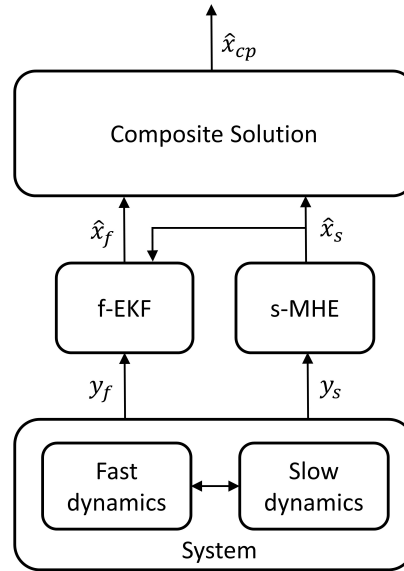 x̂_cp
Composite Solution
x̂_f
x̂_s
f-EKF
s-MHE
y_f
y_s
Fast
dynamics
Slow
dynamics
System